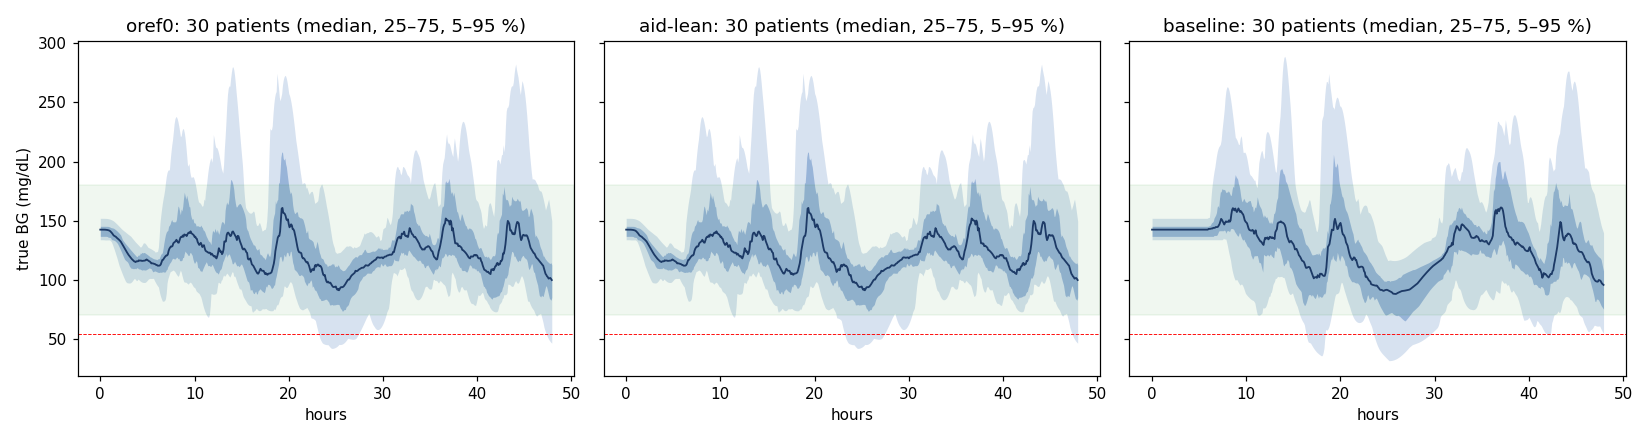 oref0: 30 patients (median, 25–75, 5–95 %)
aid-lean: 30 patients (median, 25–75, 5–95 %)
baseline: 30 patients (median, 25–75, 5–95 %)
true BG (mg/dL)
300
250
200
150
100
50
0 10 20 30 40 50
0 10 20 30 40 50
0 10 20 30 40 50
hours
hours
hours